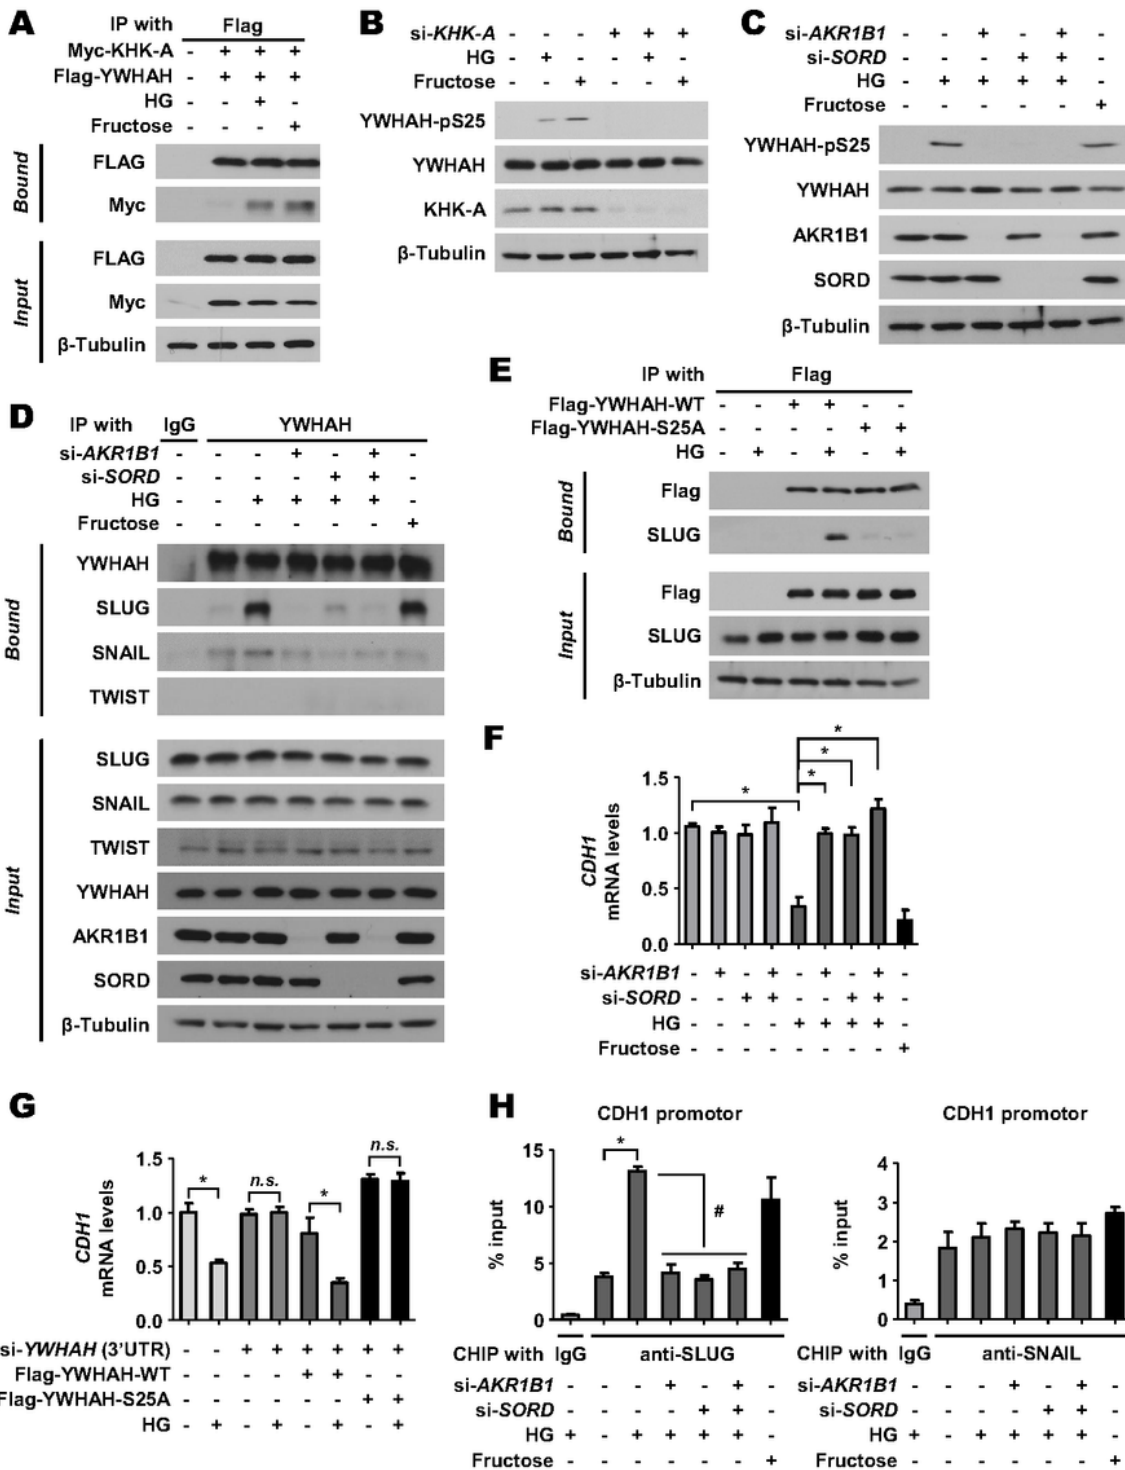 A
IP with Flag
Myc-KHK-A - + + +
Flag-YWHAH - + + +
HG - - + -
Fructose - - - +
Bound
FLAG
Myc
Input
FLAG
Myc
β-Tubulin
B
si-KHK-A - - - + + +
HG - + - - + -
Fructose - - + - - +
YWHAH-pS25
YWHAH
KHK-A
β-Tubulin
C
si-AKR1B1 - - + - + -
si-SORD - - - + + -
HG - + + + + -
Fructose - - - - - +
YWHAH-pS25
YWHAH
AKR1B1
SORD
β-Tubulin
D
IP with IgG YWHAH
si-AKR1B1 - - - + - + -
si-SORD - - - - + + -
HG - - + + + + -
Fructose - - - - - - +
Bound
YWHAH
SLUG
SNAIL
TWIST
Input
SLUG
SNAIL
TWIST
YWHAH
AKR1B1
SORD
β-Tubulin
E
IP with Flag
Flag-YWHAH-WT - - + + - -
Flag-YWHAH-S25A - - - - + +
HG - + - + - +
Bound
Flag
SLUG
Input
Flag
SLUG
β-Tubulin
F
CDH1
mRNA levels
1.5
1.0
0.5
0.0
* * * *
si-AKR1B1 - + - + - + - + -
si-SORD - - + + - - + + -
HG - - - - + + + + -
Fructose - - - - - - - - +
G
CDH1
mRNA levels
1.5
1.0
0.5
0.0
* n.s. * n.s.
si-YWHAH (3'UTR) - - + + + + + +
Flag-YWHAH-WT - - - - + + - -
Flag-YWHAH-S25A - - - - - - + +
HG - + - + - + - +
H
CDH1 promotor
% input
15
10
5
0
* #
CHIP with IgG anti-SLUG
si-AKR1B1 - - - + - + -
si-SORD - - - - + + -
HG + - + + + + -
Fructose - - - - - - +
CDH1 promotor
% input
4
3
2
1
0
CHIP with IgG anti-SNAIL
si-AKR1B1 - - - + - + -
si-SORD - - - - + + -
HG + - + + + + -
Fructose - - - - - - +